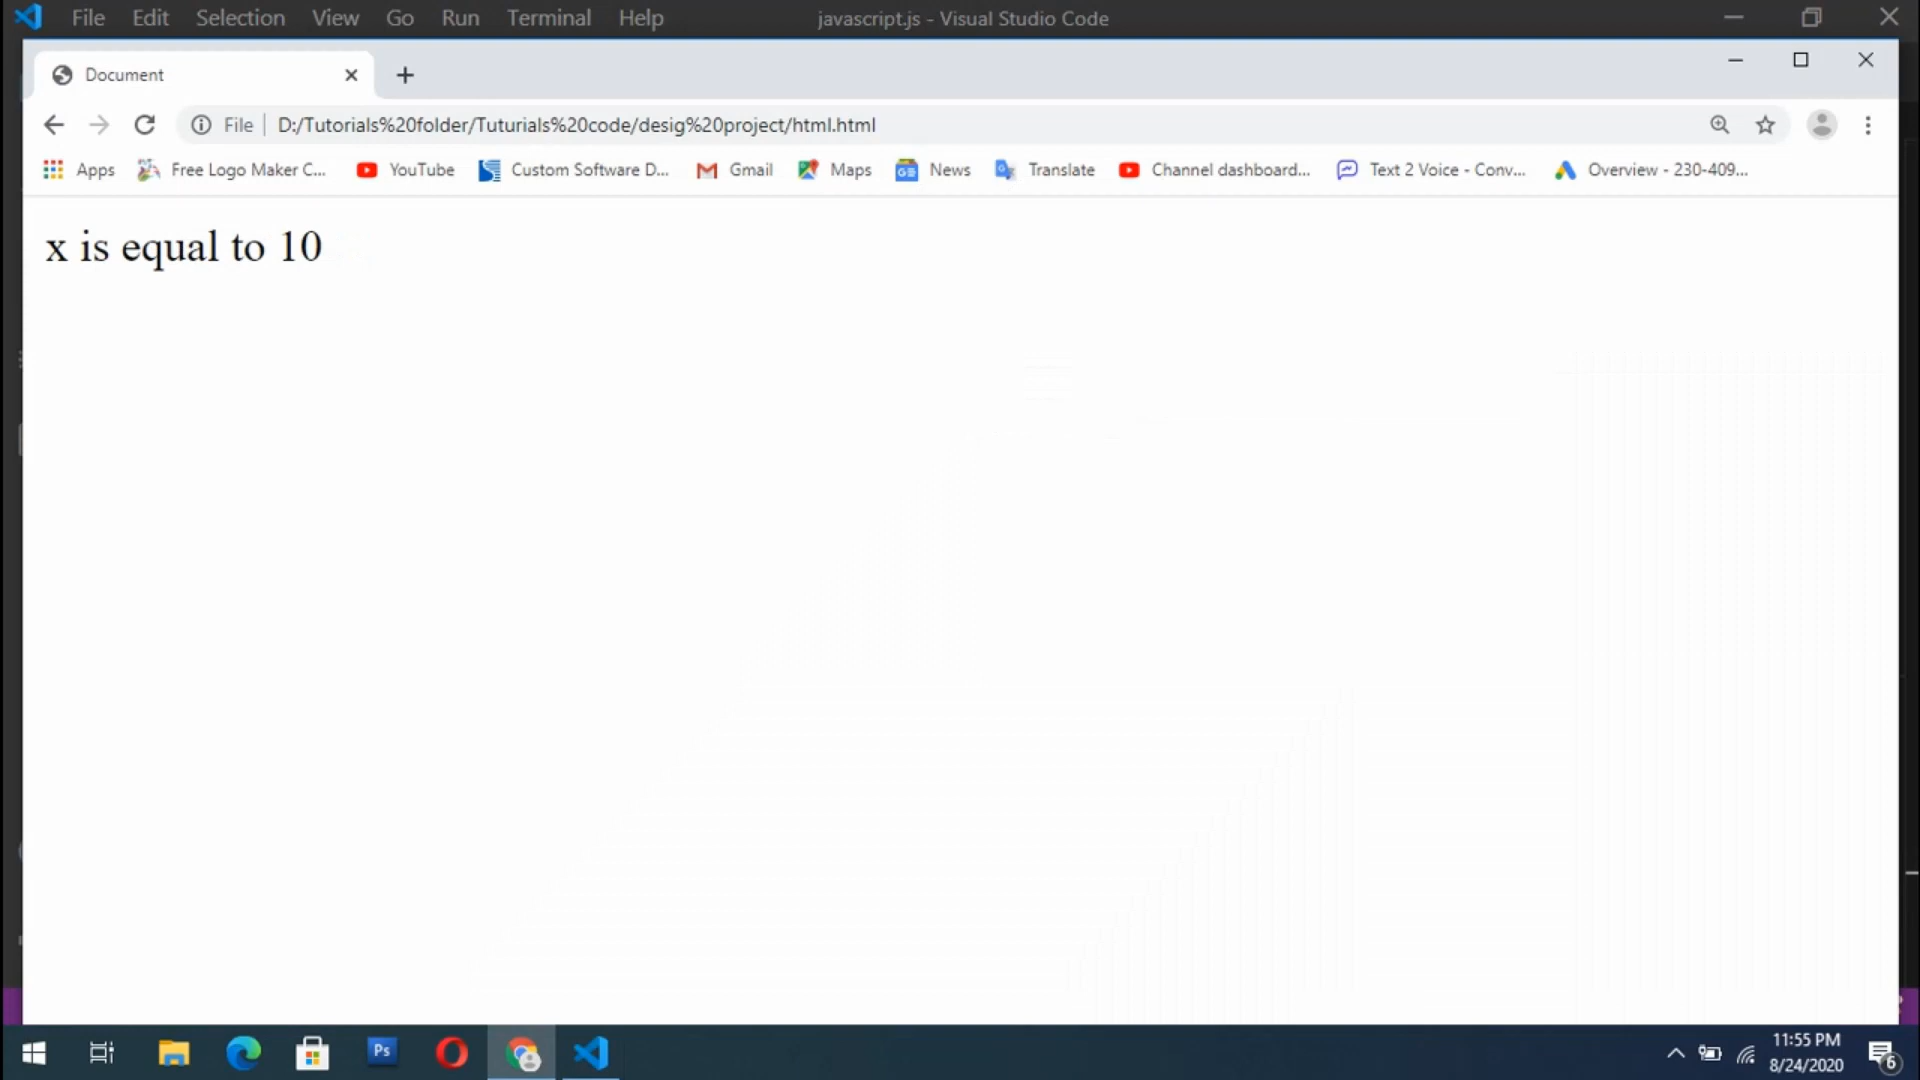 File Edit Selection View Go Run Terminal Help javascript.js - Visual Studio Code
Document
File D:/Tutorials%20folder/Tuturials%20code/desig%20project/html.html
Apps Free Logo Maker C... YouTube Custom Software D... Gmail Maps News Translate Channel dashboard... Text 2 Voice - Conv... Overview - 230-409...
x is equal to 10
Ps
11:55 PM
8/24/2020
6